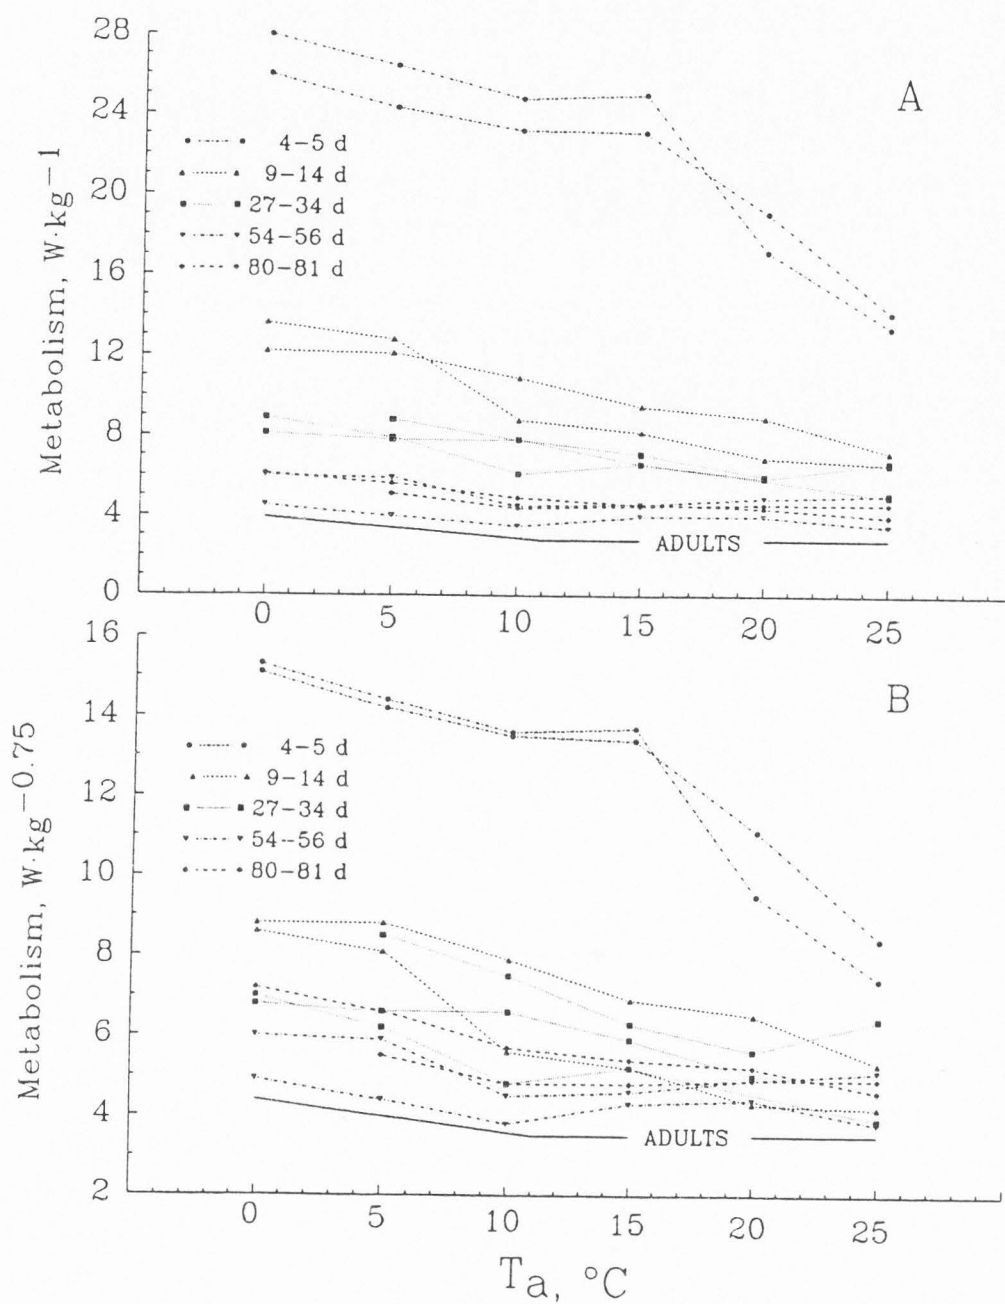 28
24
20
16
12
8
4
0
Metabolism, W·kg−1
A
4−5 d
9−14 d
27−34 d
54−56 d
80−81 d
ADULTS
0 5 10 15 20 25
16
14
12
10
8
6
4
2
Metabolism, W·kg−0.75
B
4−5 d
9−14 d
27−34 d
54−56 d
80−81 d
ADULTS
0 5 10 15 20 25
Ta, °C